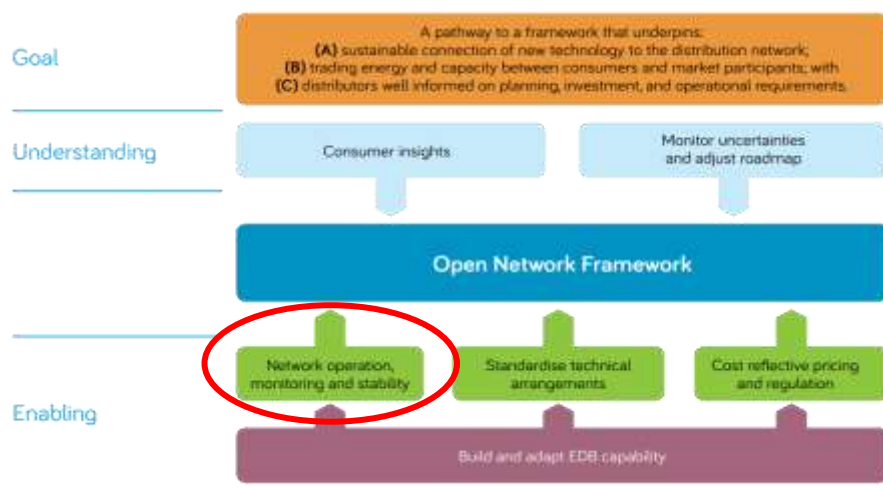 Goal
A pathway to a framework that underpins:
(A) sustainable connection of new technology to the distribution network;
(B) trading energy and capacity between consumers and market participants; with
(C) distributors well informed on planning, investment, and operational requirements.
Understanding
Consumer insights
Monitor uncertainties
and adjust roadmap
Open Network Framework
Enabling
Network operation,
monitoring and stability
Standardise technical
arrangements
Cost reflective pricing
and regulation
Build and adapt EDB capability